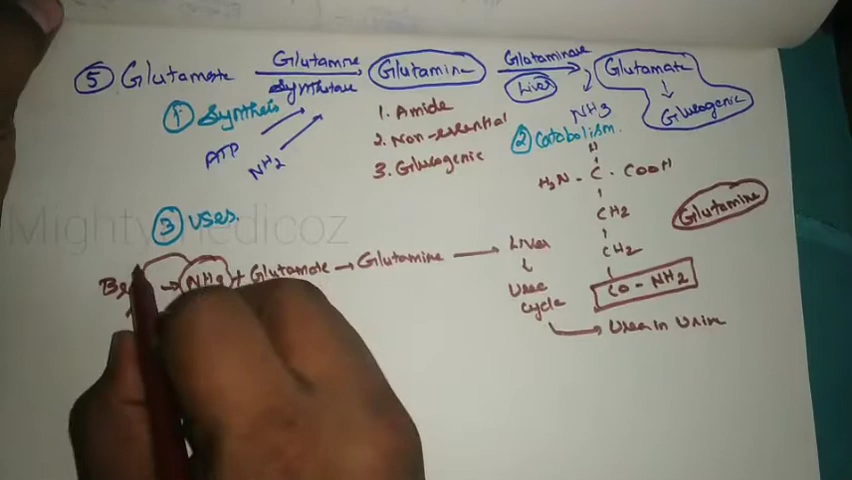 ⑤ Glutamate Glutamine Synthetase Glutamine Glutaminase Liver Glutamate
↓
Glucogenic
NH3
① Synthesis
ATP
NH2
1. Amide
2. Non-essential
3. Glucogenic
② Catabolism.
H
H2N - C - COOH
CH2
CH2
CO - NH2
Glutamine
Mighty medicoz
③ Uses.
→ NH3 + Glutamate → Glutamine → Liver
↓
Urea
cycle
→ Urea in Urine